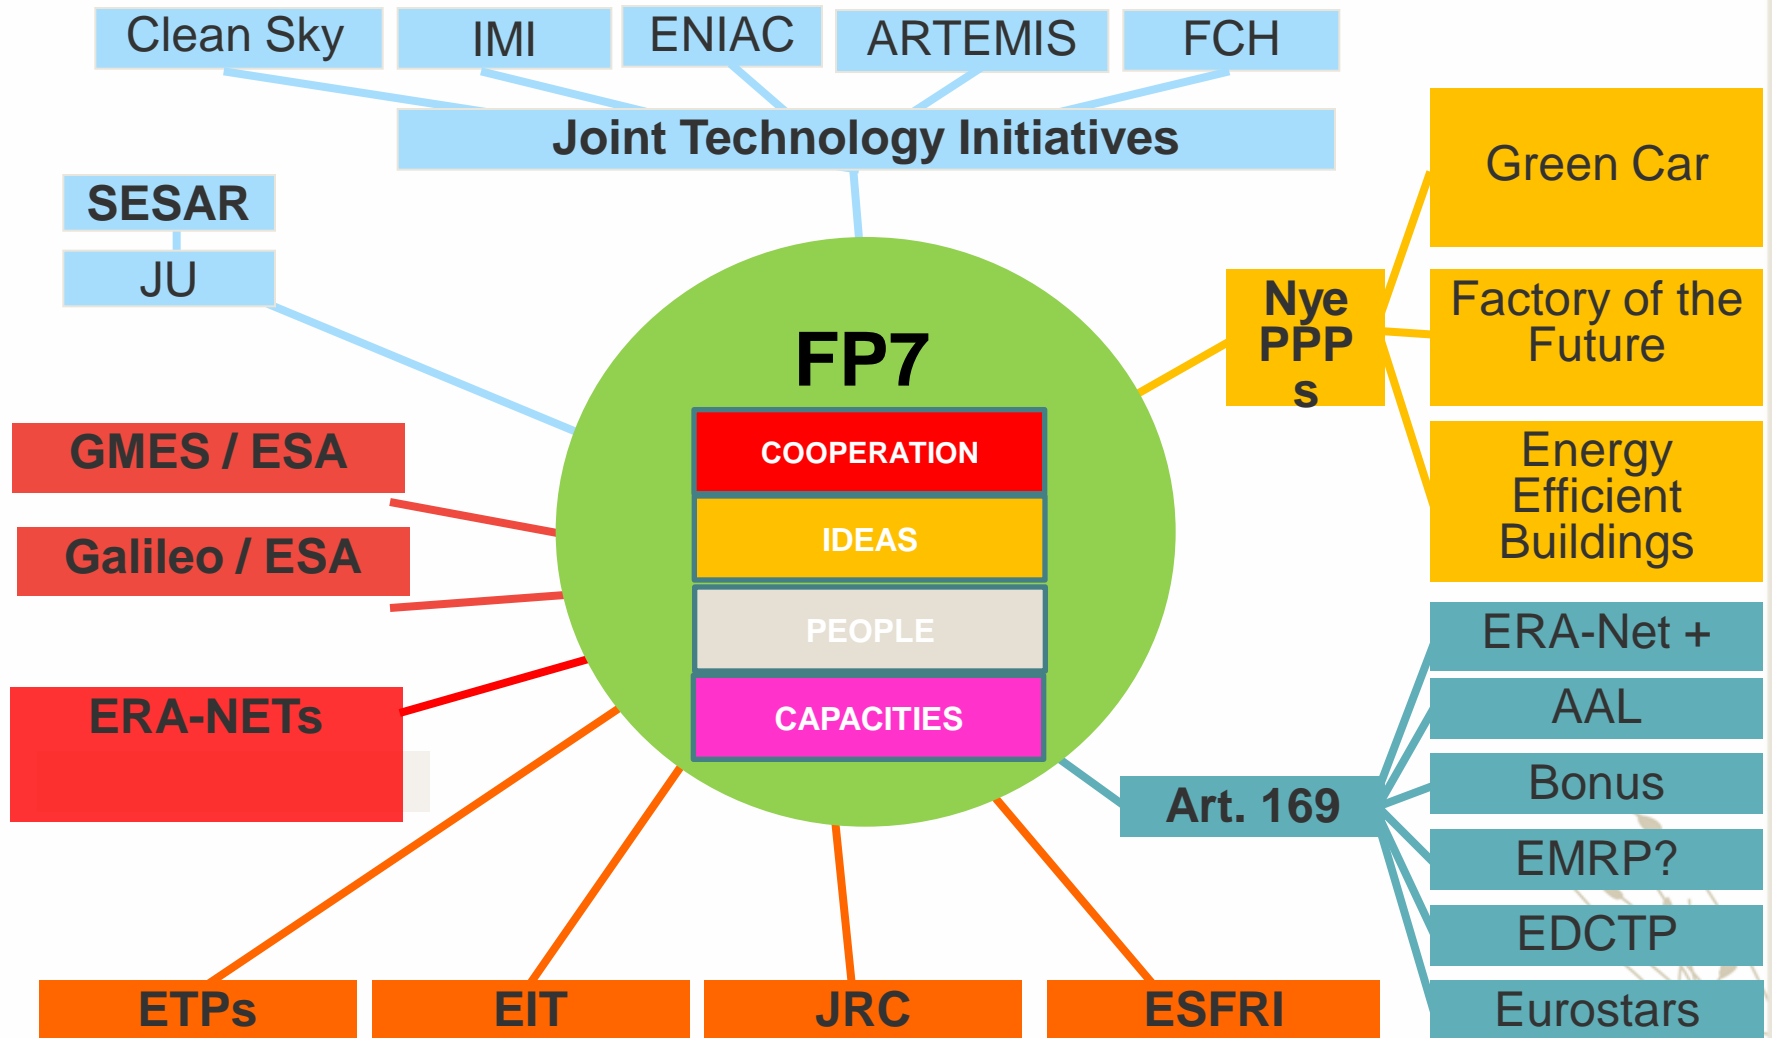 Clean Sky
IMI
ENIAC
ARTEMIS
FCH
Joint Technology Initiatives
SESAR
JU
GMES / ESA
Galileo / ESA
ERA-NETs
FP7
COOPERATION
IDEAS
PEOPLE
CAPACITIES
Nye
PPP
s
Green Car
Factory of the
Future
Energy
Efficient
Buildings
Art. 169
ERA-Net +
AAL
Bonus
EMRP?
EDCTP
Eurostars
ETPs
EIT
JRC
ESFRI